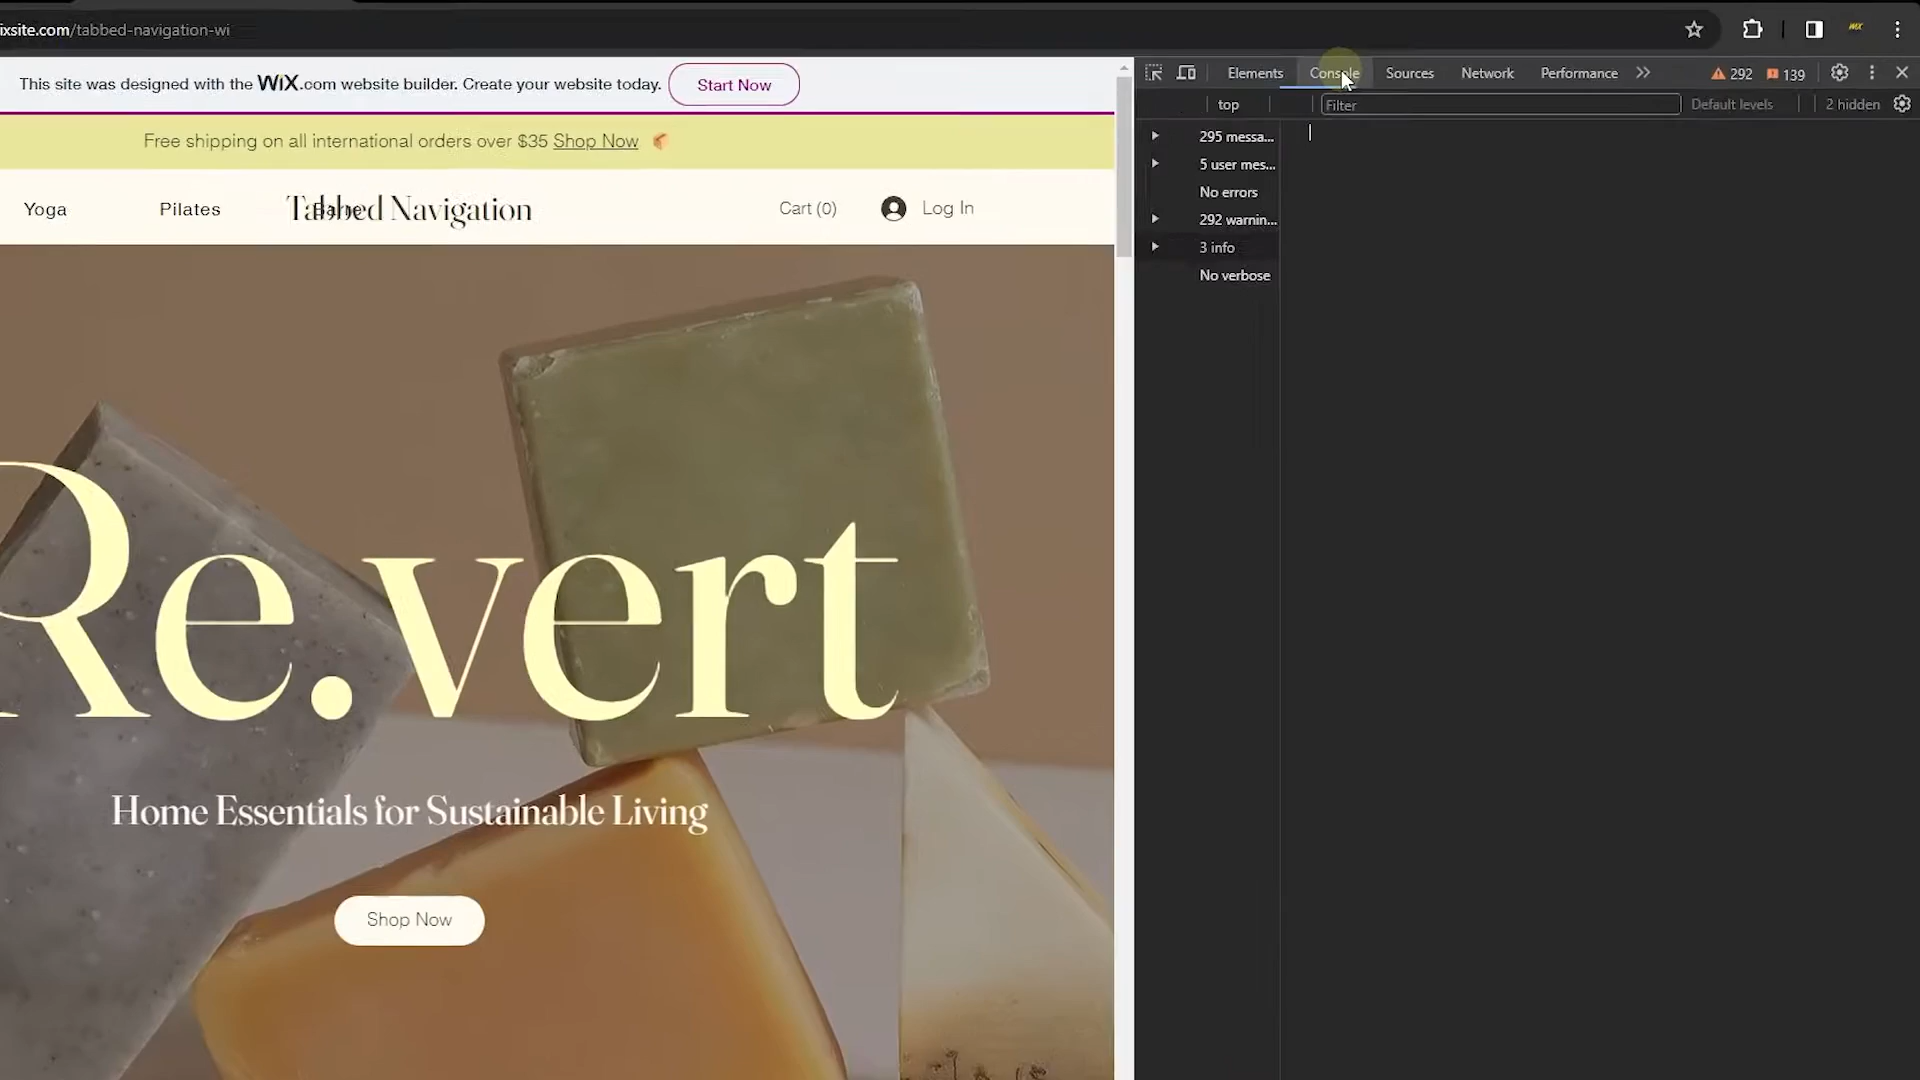 ixsite.com/tabbed-navigation-wi
This site was designed with the WiX.com website builder. Create your website today. Start Now
Free shipping on all international orders over $35 Shop Now
Yoga Pilates Barre Tabbed Navigation Cart (0) Log In
Re.vert
Home Essentials for Sustainable Living
Shop Now
Elements Console Sources Network Performance 292 139
top Filter Default levels 2 hidden
295 messa...
5 user mes...
No errors
292 warnin...
3 info
No verbose